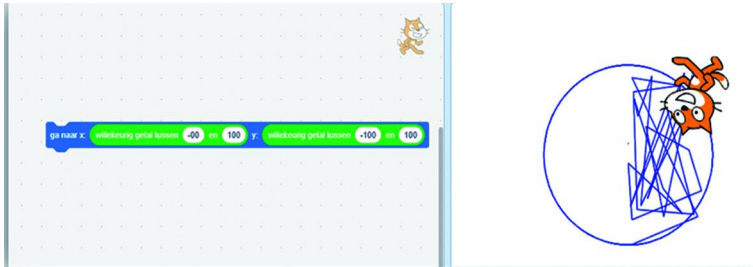 ga naar x: willekeurig getal tussen -00 en 100 y: willekeurig getal tussen -100 en 100